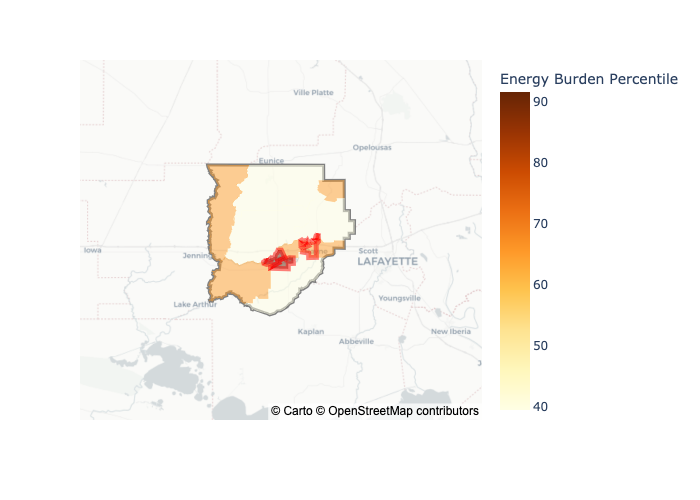 Energy Burden Percentile
90
80
70
60
50
40
Ville Platte
Opelousas
Eunice
Iowa
Jennin
Scott
LAFAYETTE
Lake Arthur
Youngsville
Kaplan
Abbeville
New Iberia
© Carto © OpenStreetMap contributors